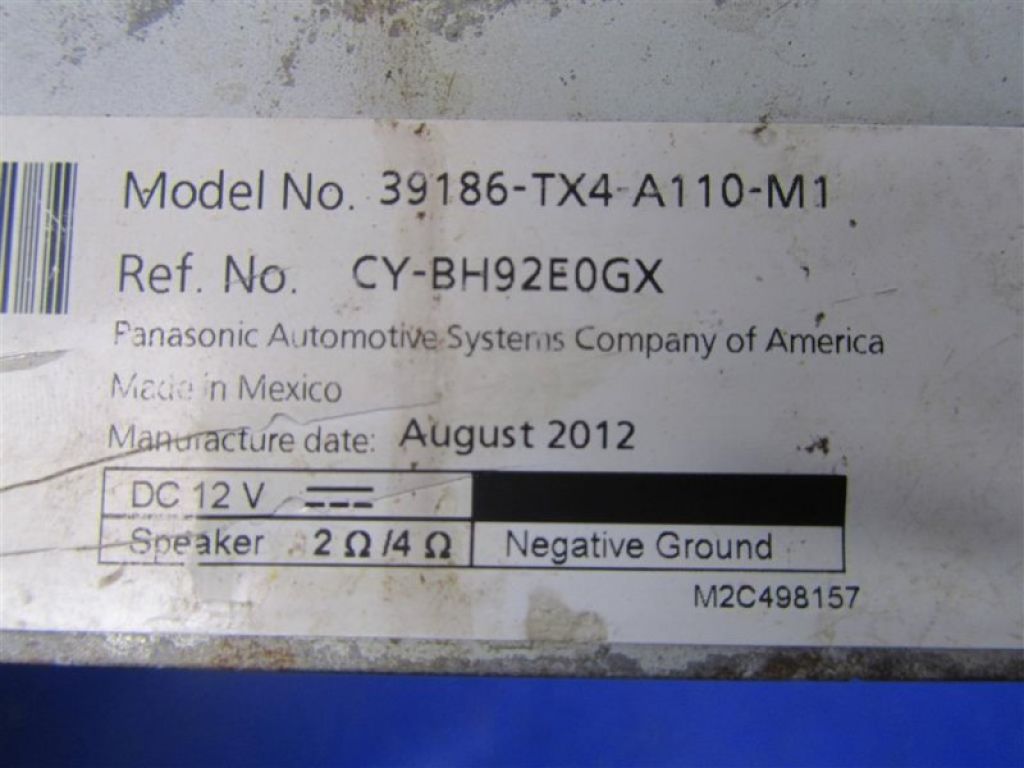 Model No. 39186-TX4-A110-M1
Ref. No. CY-BH92E0GX
Panasonic Automotive Systems Company of America
Made in Mexico
Manufacture date: August 2012
DC 12 V
Speaker 2 Ω /4 Ω Negative Ground
M2C498157